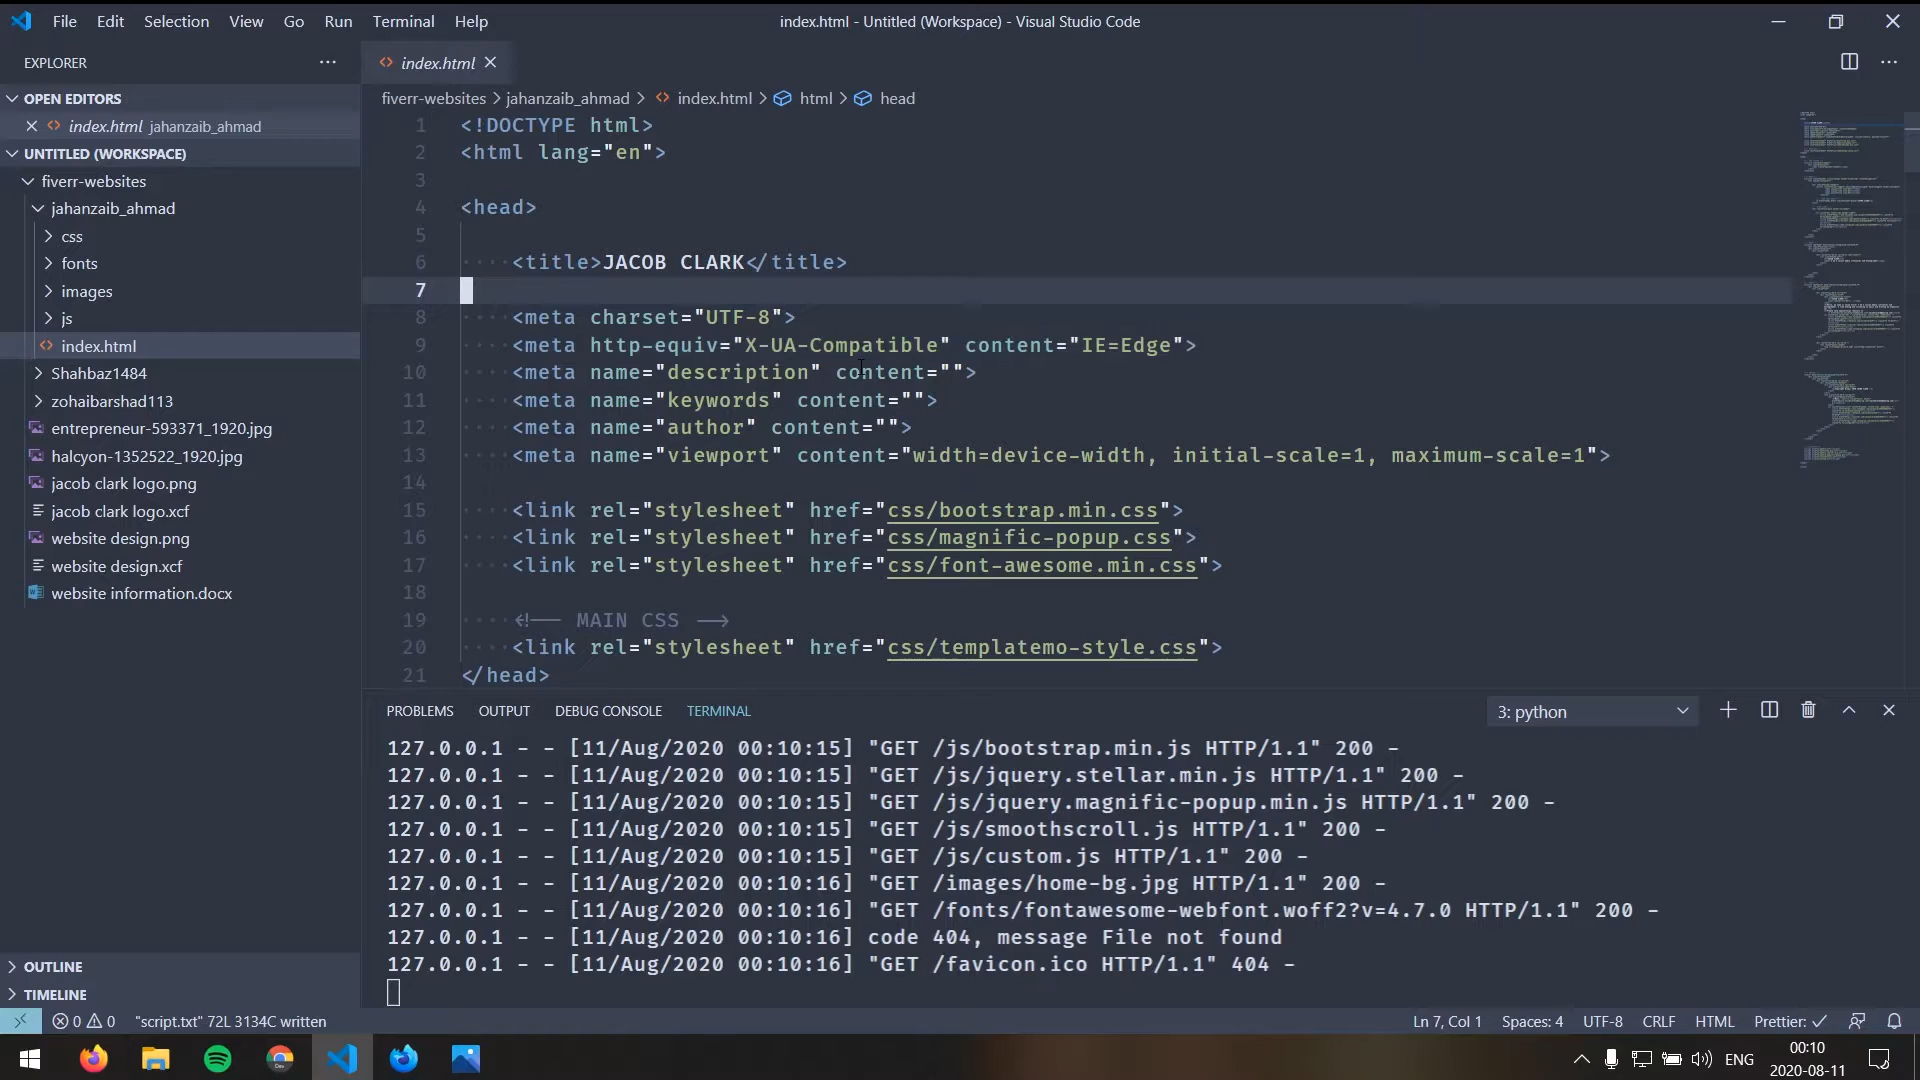 File Edit Selection View Go Run Terminal Help
index.html - Untitled (Workspace) - Visual Studio Code
EXPLORER
OPEN EDITORS
index.html jahanzaib_ahmad
UNTITLED (WORKSPACE)
fiverr-websites
jahanzaib_ahmad
css
fonts
images
js
index.html
Shahbaz1484
zohaibarshad113
entrepreneur-593371_1920.jpg
halcyon-1352522_1920.jpg
jacob clark logo.png
jacob clark logo.xcf
website design.png
website design.xcf
website information.docx
OUTLINE
TIMELINE
index.html
fiverr-websites > jahanzaib_ahmad > index.html > html > head
1 <!DOCTYPE html>
2 <html lang="en">
3
4 <head>
5
6 <title>JACOB CLARK</title>
7
8 <meta charset="UTF-8">
9 <meta http-equiv="X-UA-Compatible" content="IE=Edge">
10 <meta name="description" content="">
11 <meta name="keywords" content="">
12 <meta name="author" content="">
13 <meta name="viewport" content="width=device-width, initial-scale=1, maximum-scale=1">
14
15 <link rel="stylesheet" href="css/bootstrap.min.css">
16 <link rel="stylesheet" href="css/magnific-popup.css">
17 <link rel="stylesheet" href="css/font-awesome.min.css">
18
19 <!-- MAIN CSS -->
20 <link rel="stylesheet" href="css/templatemo-style.css">
21 </head>
PROBLEMS OUTPUT DEBUG CONSOLE TERMINAL 3: python
127.0.0.1 - - [11/Aug/2020 00:10:15] "GET /js/bootstrap.min.js HTTP/1.1" 200 -
127.0.0.1 - - [11/Aug/2020 00:10:15] "GET /js/jquery.stellar.min.js HTTP/1.1" 200 -
127.0.0.1 - - [11/Aug/2020 00:10:15] "GET /js/jquery.magnific-popup.min.js HTTP/1.1" 200 -
127.0.0.1 - - [11/Aug/2020 00:10:15] "GET /js/smoothscroll.js HTTP/1.1" 200 -
127.0.0.1 - - [11/Aug/2020 00:10:15] "GET /js/custom.js HTTP/1.1" 200 -
127.0.0.1 - - [11/Aug/2020 00:10:16] "GET /images/home-bg.jpg HTTP/1.1" 200 -
127.0.0.1 - - [11/Aug/2020 00:10:16] "GET /fonts/fontawesome-webfont.woff2?v=4.7.0 HTTP/1.1" 200 -
127.0.0.1 - - [11/Aug/2020 00:10:16] code 404, message File not found
127.0.0.1 - - [11/Aug/2020 00:10:16] "GET /favicon.ico HTTP/1.1" 404 -
0 0 "script.txt" 72L 3134C written Ln 7, Col 1 Spaces: 4 UTF-8 CRLF HTML Prettier: ✓
Dev
ENG
00:10
2020-08-11